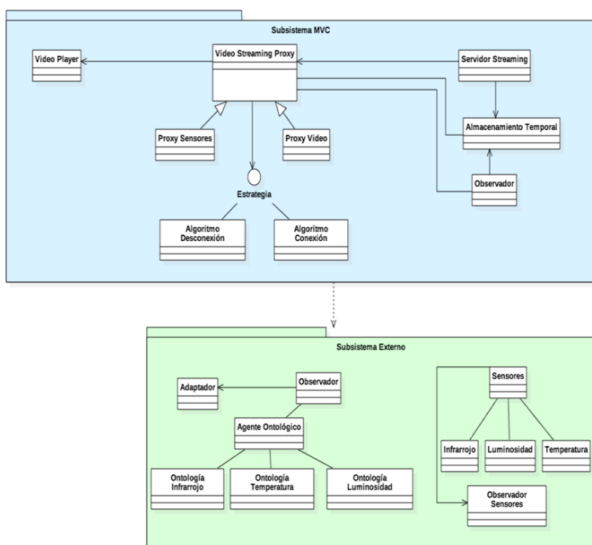 Subsistema MVC
Video Player
Video Streaming Proxy
Servidor Streaming
Proxy Sensores
Proxy Video
Almacenamiento Temporal
Observador
Estrategia
Algoritmo
Desconexión
Algoritmo
Conexión
Subsistema Externo
Adaptador
Observador
Sensores
Agente Ontológico
Infrarrojo
Luminosidad
Temperatura
Ontología
Infrarrojo
Ontología
Temperatura
Ontología
Luminosidad
Observador
Sensores